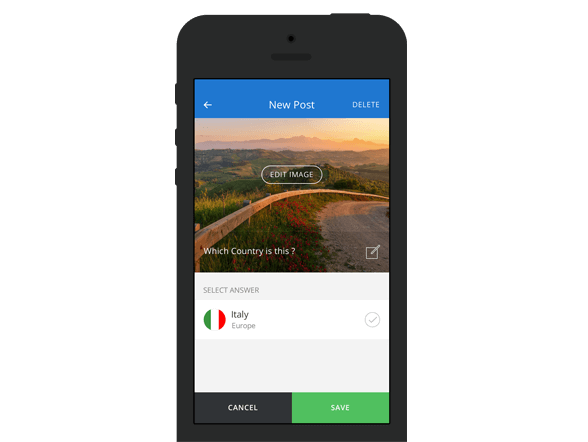 New Post
DELETE
EDIT IMAGE
Which Country is this ?
SELECT ANSWER
Italy
Europe
CANCEL
SAVE